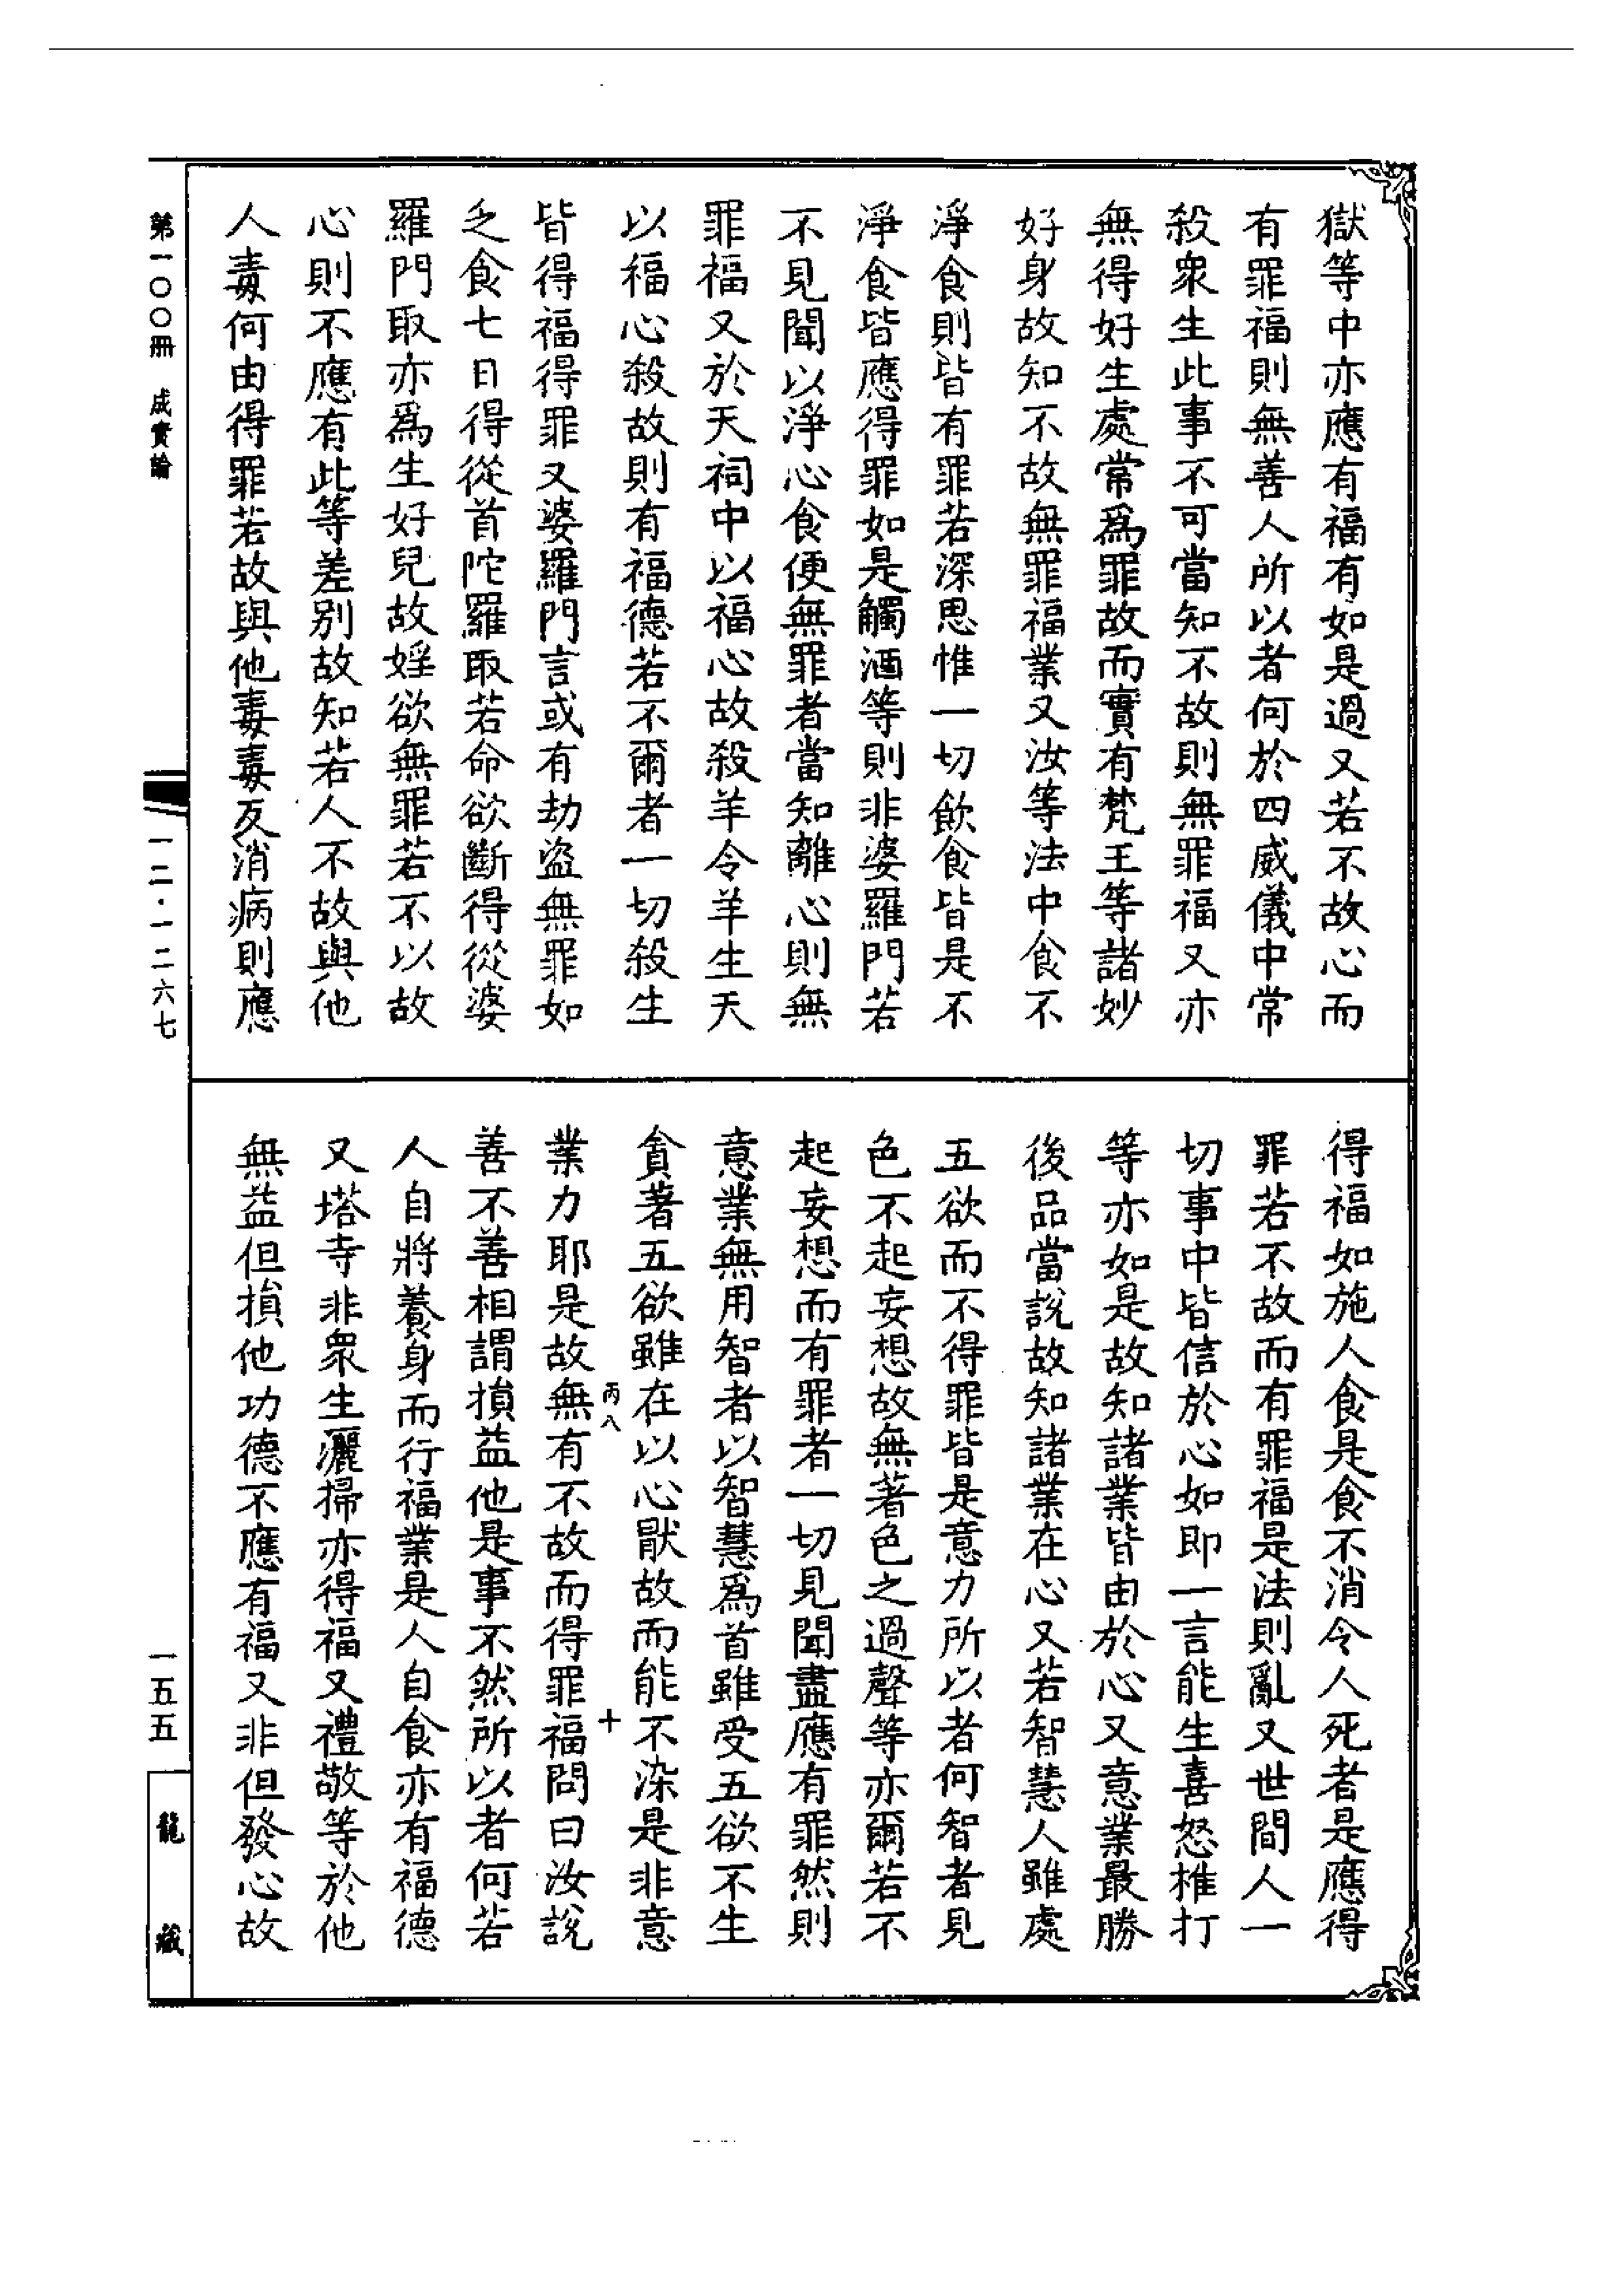 獄等中亦應有福有如是過又若不故心而
有罪福則無善人所以者何於四威儀中常
殺衆生此事不可當知不故則無罪福又亦
無得好生處常爲罪故而實有梵王等諸妙
好身故知不故無罪福業又汝等法中食不
淨食則皆有罪若深思惟一切飲食皆是不
淨食皆應得罪如是觸酒等則非婆羅門若
不見聞以淨心食便無罪者當知離心則無
罪福又於天祠中以福心故殺羊令羊生天
以福心殺故則有福德若不爾者一切殺生
皆得福得罪又婆羅門言或有劫盗無罪如
乏食七日得從首陀羅取若命欲斷得從婆
羅門取亦爲生好兒故婬欲無罪若不以故
心則不應有此等差别故知若人不故與他
人毒何由得罪若故與他毒毒反消病則應
得福如施人食是食不消令人死者是應得
罪若不故而有罪福是法則亂又世間人一
切事中皆信於心如即一言能生喜怒椎打
等亦如是故知諸業皆由於心又意業最勝
後品當說故知諸業在心又若智慧人雖處
五欲而不得罪皆是意力所以者何智者見
色不起妄想故無著色之過聲等亦爾若不
起妄想而有罪者一切見聞盡應有罪然則
意業無用智者以智慧爲首雖受五欲不生
貪著五欲雖在以心厭故而能不染是非意
丙八 十
業力耶是故無有不故而得罪福問曰汝說
善不善相謂損益他是事不然所以者何若
人自將養身而行福業是人自食亦有福德
又塔寺非衆生灑掃亦得福又禮敬等於他
無益但損他功德不應有福又非但發心故
第一〇〇冊 成實論
一二·一二六七
一五五
龍藏